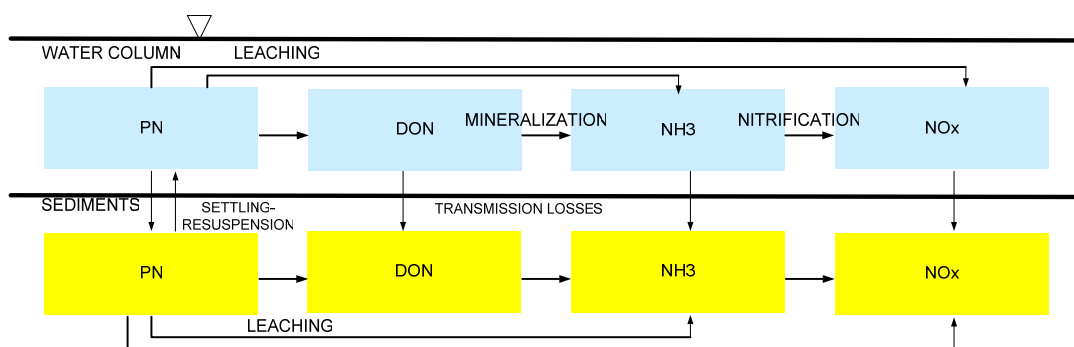 WATER COLUMN LEACHING
PN
DON
MINERALIZATION
NH3
NITRIFICATION
NOx
SEDIMENTS
SETTLING-
RESUSPENSION
TRANSMISSION LOSSES
PN
DON
NH3
NOx
LEACHING